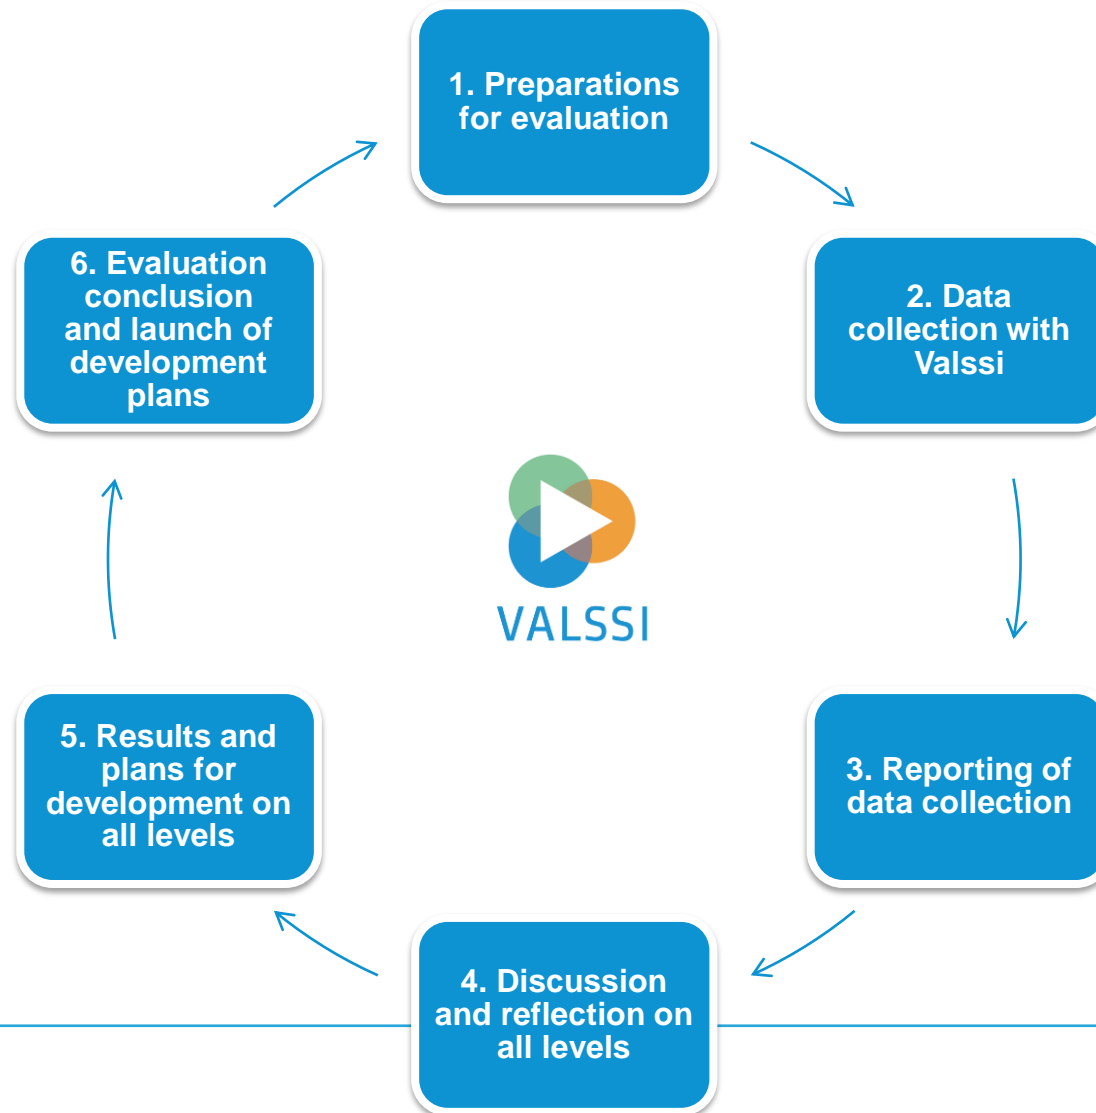 1. Preparations
for evaluation
2. Data
collection with
Valssi
3. Reporting of
data collection
4. Discussion
and reflection on
all levels
5. Results and
plans for
development on
all levels
6. Evaluation
conclusion
and launch of
development
plans
VALSSI